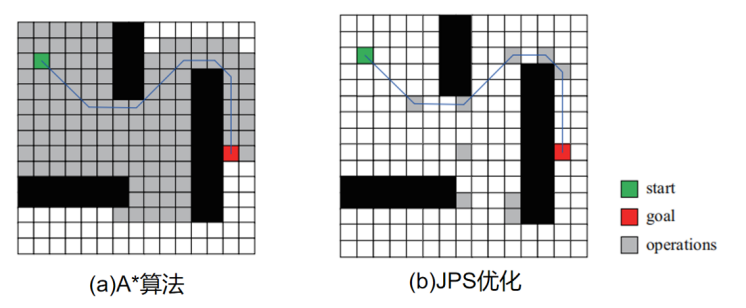 start
goal
operations
(a)A*算法
(b)JPS优化